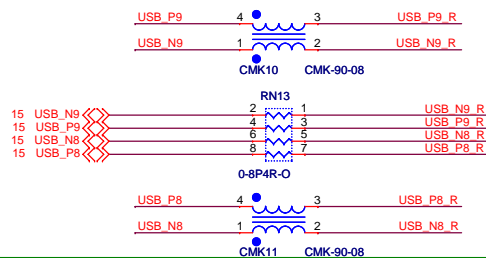 USB_P9 4 3 USB_P9_R
USB_N9 1 2 USB_N9_R
CMK10 CMK-90-08
RN13
15 USB_N9 2 1 USB_N9_R
15 USB_P9 4 3 USB_P9_R
15 USB_N8 6 5 USB_N8_R
15 USB_P8 8 7 USB_P8_R
0-8P4R-O
USB_P8 4 3 USB_P8_R
USB_N8 1 2 USB_N8_R
CMK11 CMK-90-08